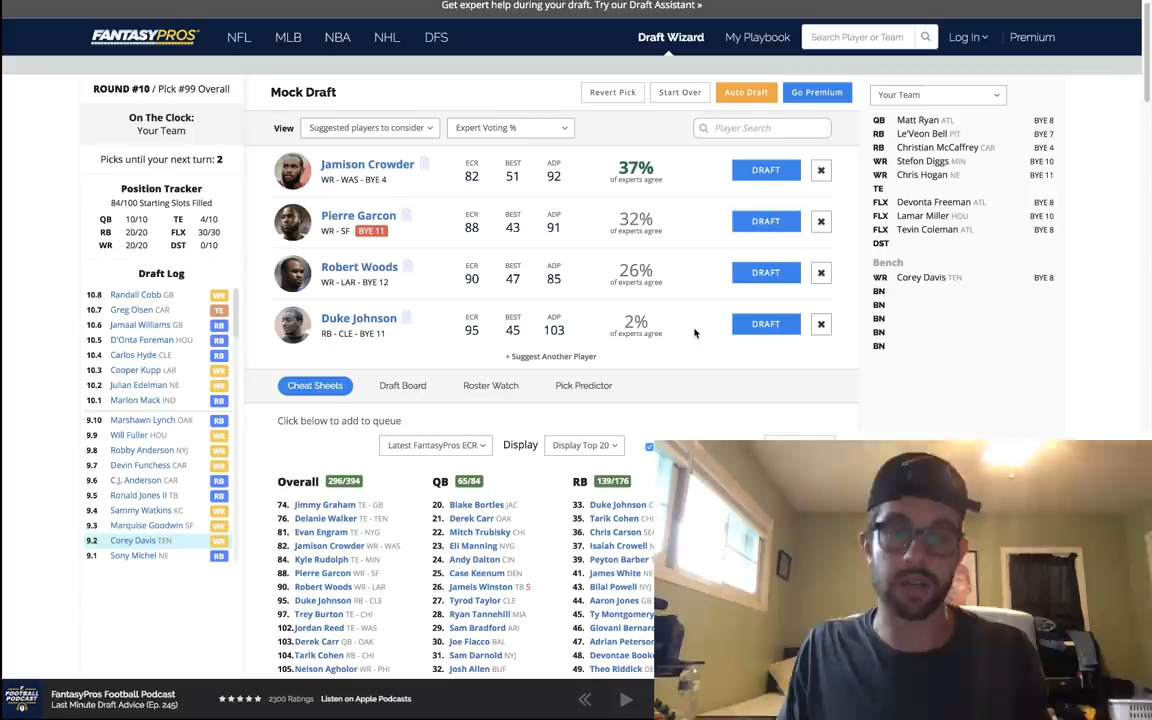 Get expert help during your draft. Try our Draft Assistant »
FANTASYPROS NFL MLB NBA NHL DFS Draft Wizard My Playbook Search Player or Team Log In Premium
ROUND #10 / Pick #99 Overall
On The Clock:
Your Team
Picks until your next turn: 2
Position Tracker
84/100 Starting Slots Filled
QB 10/10 TE 4/10
RB 20/20 FLX 30/30
WR 20/20 DST 0/10
Draft Log
10.8 Randall Cobb GB WR
10.7 Greg Olsen CAR TE
10.6 Jamaal Williams GB RB
10.5 D'Onta Foreman HOU RB
10.4 Carlos Hyde CLE RB
10.3 Cooper Kupp LAR WR
10.2 Julian Edelman NE WR
10.1 Marlon Mack IND RB
9.10 Marshawn Lynch OAK RB
9.9 Will Fuller HOU WR
9.8 Robby Anderson NYJ WR
9.7 Devin Funchess CAR WR
9.6 C.J. Anderson CAR RB
9.5 Ronald Jones II TB RB
9.4 Sammy Watkins KC WR
9.3 Marquise Goodwin SF WR
9.2 Corey Davis TEN WR
9.1 Sony Michel NE RB
Mock Draft Revert Pick Start Over Auto Draft Go Premium
View Suggested players to consider Expert Voting % Player Search
Jamison Crowder ECR BEST ADP 37% DRAFT
WR - WAS - BYE 4 82 51 92 of experts agree
Pierre Garcon ECR BEST ADP 32% DRAFT
WR - SF BYE 11 88 43 91 of experts agree
Robert Woods ECR BEST ADP 26% DRAFT
WR - LAR - BYE 12 90 47 85 of experts agree
Duke Johnson ECR BEST ADP 2% DRAFT
RB - CLE - BYE 11 95 45 103 of experts agree
+ Suggest Another Player
Cheat Sheets Draft Board Roster Watch Pick Predictor
Click below to add to queue
Latest FantasyPros ECR Display Display Top 20
Overall 296/394 QB 65/84 RB 139/176
74. Jimmy Graham TE - GB 20. Blake Bortles JAC 33. Duke Johnson C
76. Delanie Walker TE - TEN 21. Derek Carr OAK 35. Tarik Cohen CHI
81. Evan Engram TE - NYG 22. Mitch Trubisky CHI 36. Chris Carson SEA
82. Jamison Crowder WR - WAS 23. Eli Manning NYG 37. Isaiah Crowell N
84. Kyle Rudolph TE - MIN 24. Andy Dalton CIN 39. Peyton Barber T
88. Pierre Garcon WR - SF 25. Case Keenum DEN 41. James White NE
90. Robert Woods WR - LAR 26. Jameis Winston TB S 43. Bilal Powell NYJ
95. Duke Johnson RB - CLE 27. Tyrod Taylor CLE 44. Aaron Jones GB
97. Trey Burton TE - CHI 28. Ryan Tannehill MIA 45. Ty Montgomery
102. Jordan Reed TE - WAS 29. Sam Bradford ARI 46. Giovani Bernard
103. Derek Carr QB - OAK 30. Joe Flacco BAL 47. Adrian Peterson
104. Tarik Cohen RB - CHI 31. Sam Darnold NYJ 48. Devontae Booke
105. Nelson Agholor WR - PHI 32. Josh Allen BUF 49. Theo Riddick DE
Your Team
QB Matt Ryan ATL BYE 8
RB Le'Veon Bell PIT BYE 7
RB Christian McCaffrey CAR BYE 4
WR Stefon Diggs MIN BYE 10
WR Chris Hogan NE BYE 11
TE
FLX Devonta Freeman ATL BYE 8
FLX Lamar Miller HOU BYE 10
FLX Tevin Coleman ATL BYE 8
DST
Bench
WR Corey Davis TEN BYE 8
BN
BN
BN
BN
BN
FOOTBALL PODCAST
FantasyPros Football Podcast
Last Minute Draft Advice (Ep. 245)
2300 Ratings Listen on Apple Podcasts